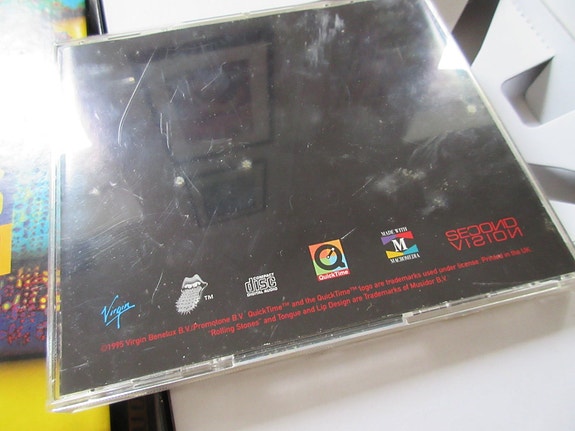 Virgin
TM
COMPACT
disc
DIGITAL AUDIO
QuickTime
MADE WITH
M
MACROMEDIA
SECOND
VISION
©1995 Virgin Benelux B.V./Promotone B.V. QuickTime™ and the QuickTime™ logo are trademarks used under license. Printed in the UK.
'Rolling Stones' and Tongue and Lip Design are Trademarks of Musidor B.V.